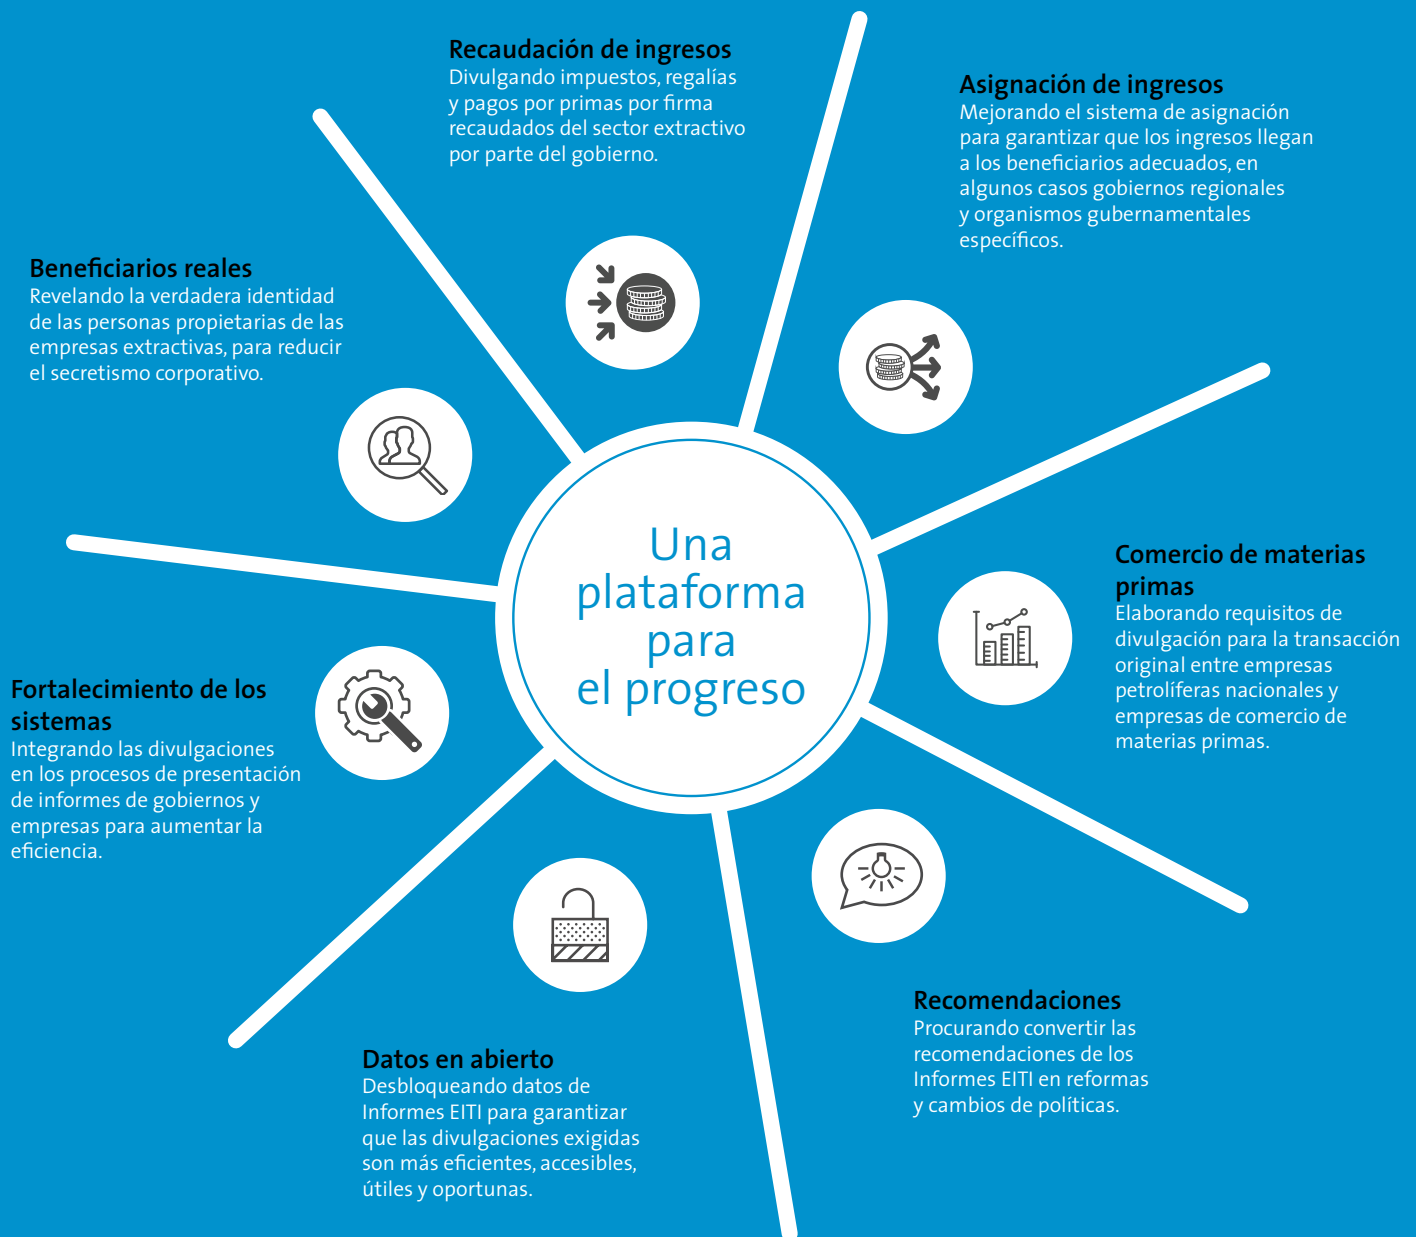 Recaudación de ingresos
Divulgando impuestos, regalías
y pagos por primas por firma
recaudados del sector extractivo
por parte del gobierno.
Asignación de ingresos
Mejorando el sistema de asignación
para garantizar que los ingresos llegan
a los beneficiarios adecuados, en
algunos casos gobiernos regionales
y organismos gubernamentales
específicos.
Beneficiarios reales
Revelando la verdadera identidad
de las personas propietarias de las
empresas extractivas, para reducir
el secretismo corporativo.
Una
plataforma
para
el progreso
Comercio de materias
primas
Elaborando requisitos de
divulgación para la transacción
original entre empresas
petrolíferas nacionales y
empresas de comercio de
materias primas.
Fortalecimiento de los
sistemas
Integrando las divulgaciones
en los procesos de presentación
de informes de gobiernos y
empresas para aumentar la
eficiencia.
Recomendaciones
Procurando convertir las
recomendaciones de los
Informes EITI en reformas
y cambios de políticas.
Datos en abierto
Desbloqueando datos de
Informes EITI para garantizar
que las divulgaciones exigidas
son más eficientes, accesibles,
útiles y oportunas.